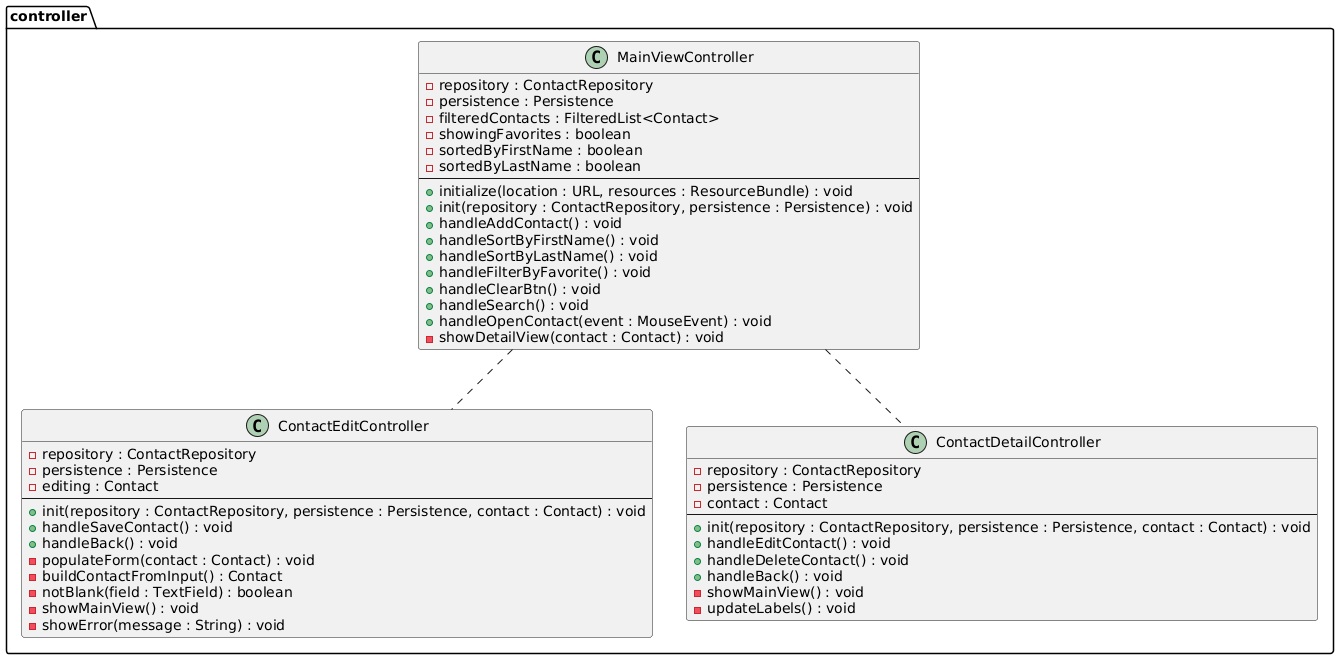 controller
C MainViewController
repository : ContactRepository
persistence : Persistence
filteredContacts : FilteredList<Contact>
showingFavorites : boolean
sortedByFirstName : boolean
sortedByLastName : boolean
initialize(location : URL, resources : ResourceBundle) : void
init(repository : ContactRepository, persistence : Persistence) : void
handleAddContact() : void
handleSortByFirstName() : void
handleSortByLastName() : void
handleFilterByFavorite() : void
handleClearBtn() : void
handleSearch() : void
handleOpenContact(event : MouseEvent) : void
showDetailView(contact : Contact) : void
C ContactEditController
repository : ContactRepository
persistence : Persistence
editing : Contact
init(repository : ContactRepository, persistence : Persistence, contact : Contact) : void
handleSaveContact() : void
handleBack() : void
populateForm(contact : Contact) : void
buildContactFromInput() : Contact
notBlank(field : TextField) : boolean
showMainView() : void
showError(message : String) : void
C ContactDetailController
repository : ContactRepository
persistence : Persistence
contact : Contact
init(repository : ContactRepository, persistence : Persistence, contact : Contact) : void
handleEditContact() : void
handleDeleteContact() : void
handleBack() : void
showMainView() : void
updateLabels() : void